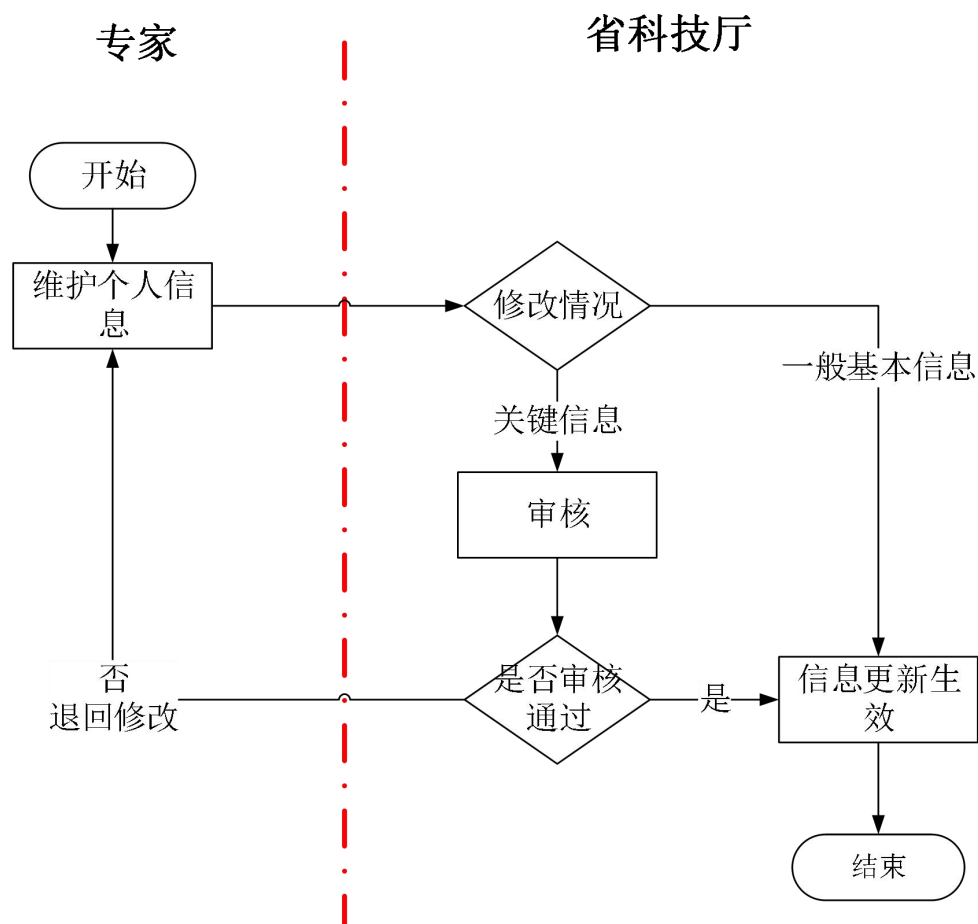 专家
省科技厅
开始
维护个人信
息
修改情况
一般基本信息
关键信息
审核
是否审核
通过
是
否
退回修改
信息更新生
效
结束